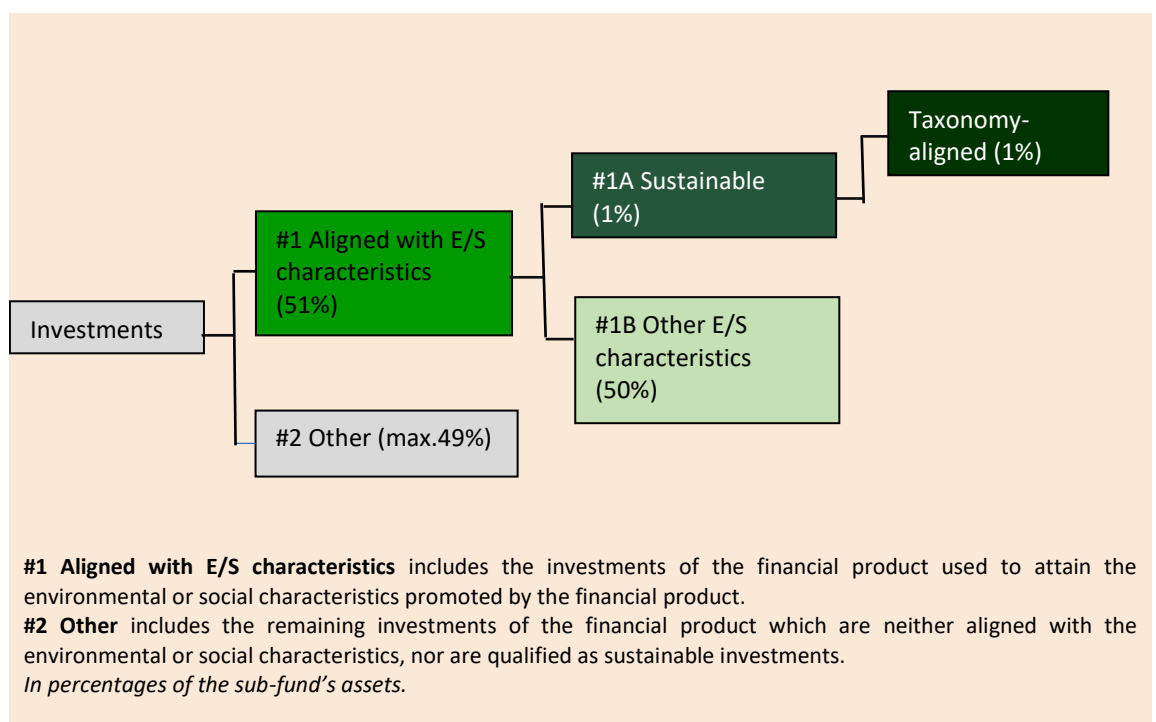 Taxonomy-
aligned (1%)
#1A Sustainable
(1%)
#1 Aligned with E/S
characteristics
(51%)
Investments
#1B Other E/S
characteristics
(50%)
#2 Other (max.49%)
#1 Aligned with E/S characteristics includes the investments of the financial product used to attain the
environmental or social characteristics promoted by the financial product.
#2 Other includes the remaining investments of the financial product which are neither aligned with the
environmental or social characteristics, nor are qualified as sustainable investments.
In percentages of the sub-fund’s assets.